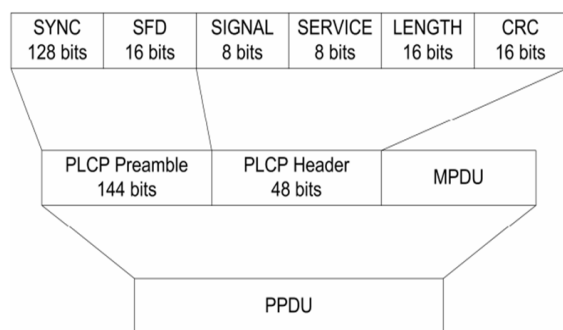 SYNC SFD SIGNAL SERVICE LENGTH CRC
128 bits 16 bits 8 bits 8 bits 16 bits 16 bits
PLCP Preamble PLCP Header MPDU
144 bits 48 bits
PPDU